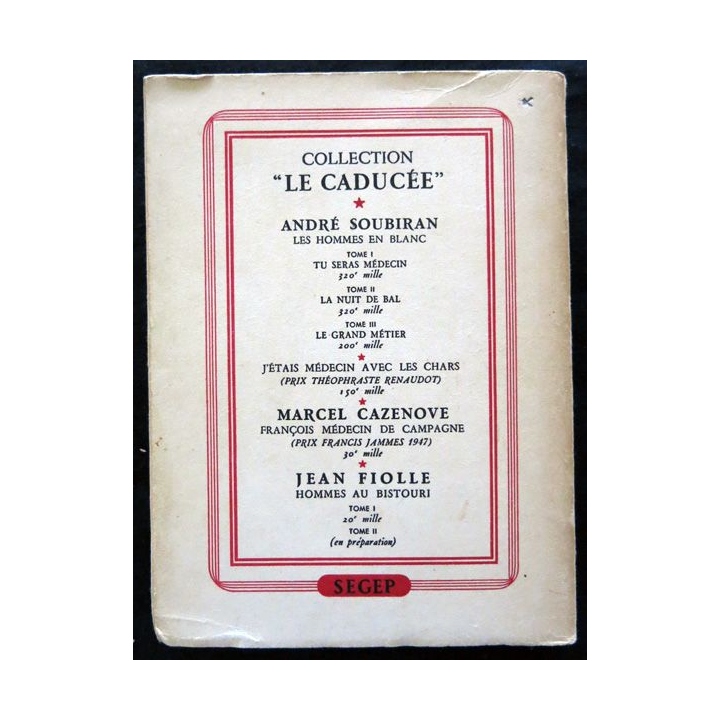 COLLECTION
"LE CADUCÉE"
ANDRÉ SOUBIRAN
LES HOMMES EN BLANC
TOME I
TU SERAS MÉDECIN
320e mille
TOME II
LA NUIT DE BAL
320e mille
TOME III
LE GRAND MÉTIER
200e mille
J'ÉTAIS MÉDECIN AVEC LES CHARS
(PRIX THÉOPHRASTE RENAUDOT)
150e mille
MARCEL CAZENOVE
FRANÇOIS MÉDECIN DE CAMPAGNE
(PRIX FRANCIS JAMMES 1947)
30e mille
JEAN FIOLLE
HOMMES AU BISTOURI
TOME I
20e mille
TOME II
(en préparation)
SEGEP